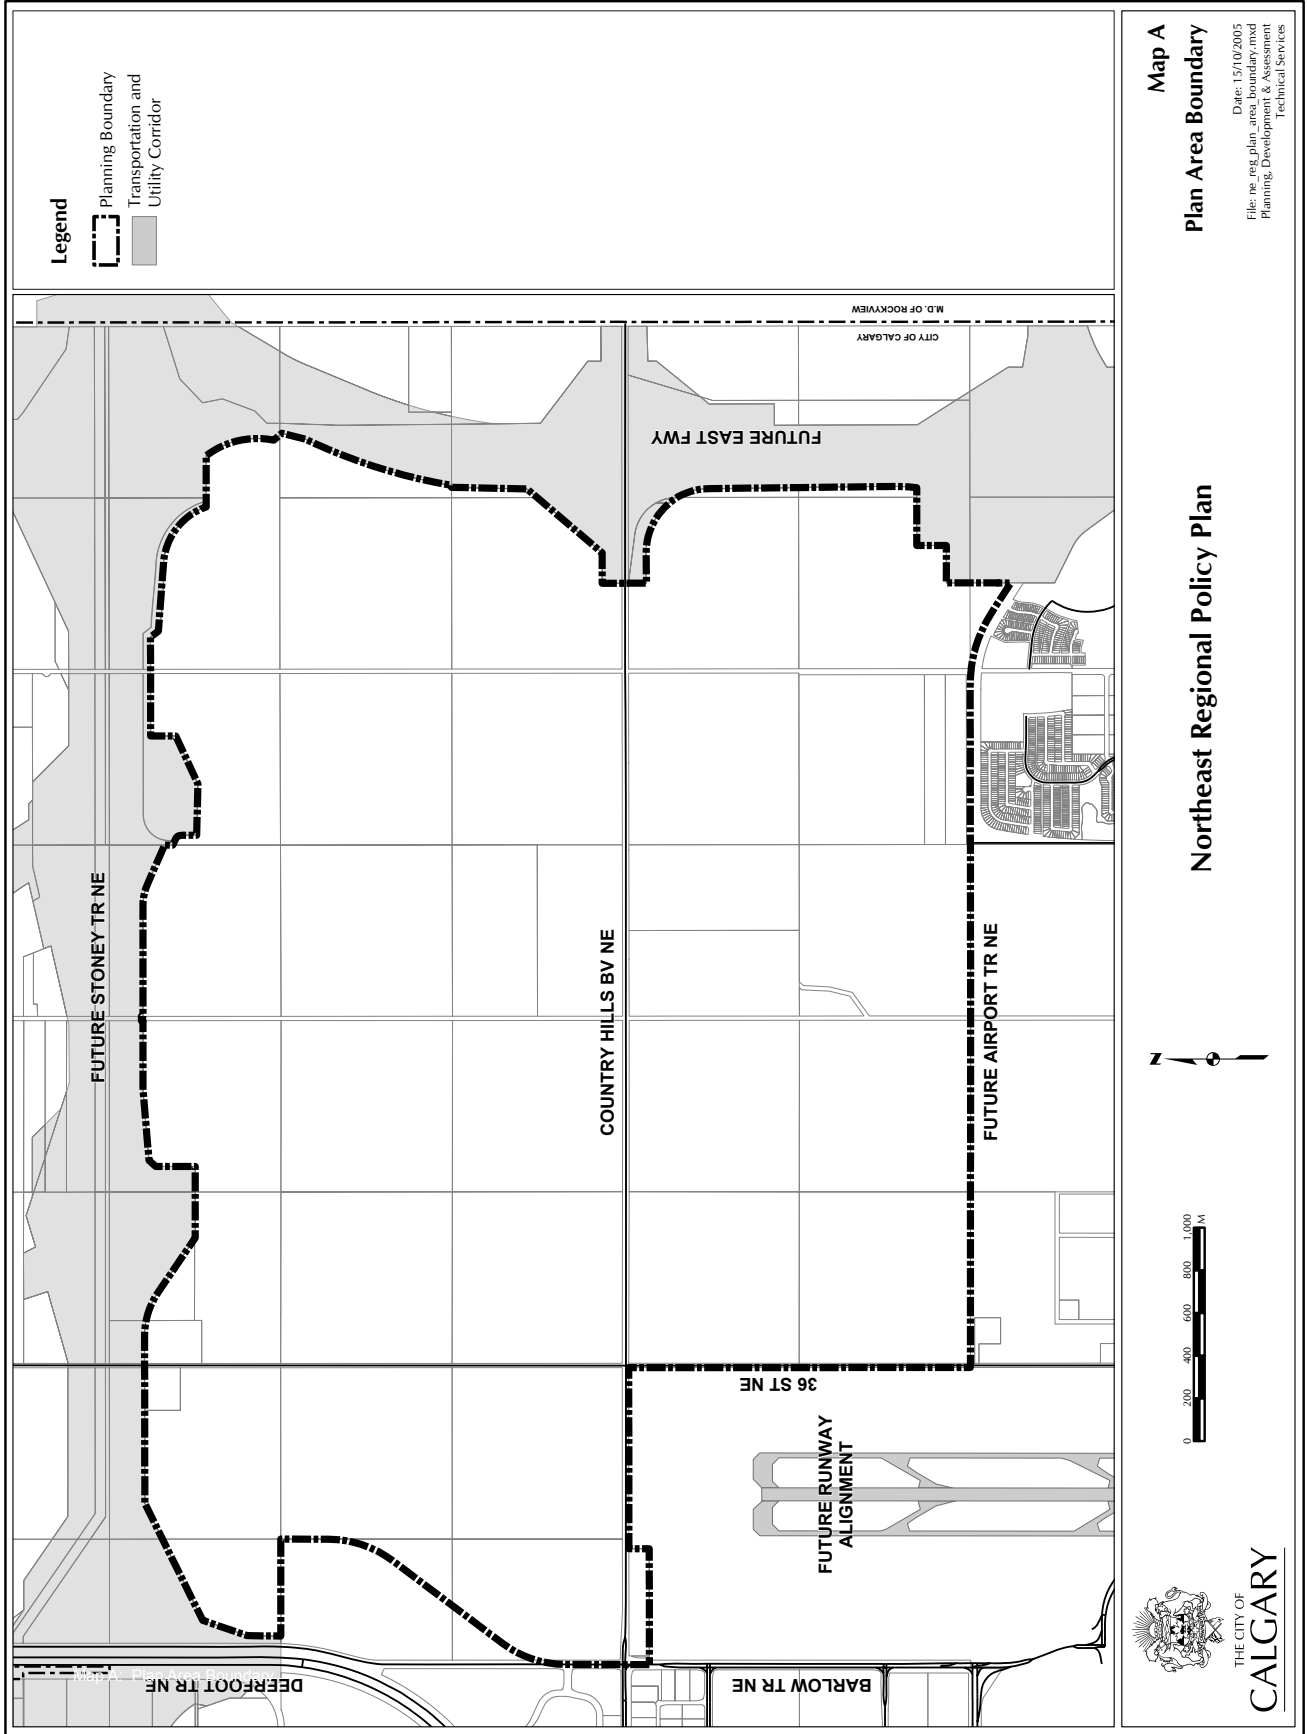 Legend
Planning Boundary
Transportation and
Utility Corridor
M.D. OF ROCKYVIEW
CITY OF CALGARY
FUTURE STONEY TR NE
FUTURE EAST FWY
COUNTRY HILLS BV NE
FUTURE AIRPORT TR NE
36 ST NE
FUTURE RUNWAY
ALIGNMENT
DEERFOOT TR NE
BARLOW TR NE
Map A: Plan Area Boundary
THE CITY OF
CALGARY
0 200 400 600 800 1,000
M
N
Northeast Regional Policy Plan
Map A
Plan Area Boundary
Date: 15/10/2005
File: ne_reg_plan_area_boundary.mxd
Planning, Development & Assessment
Technical Services